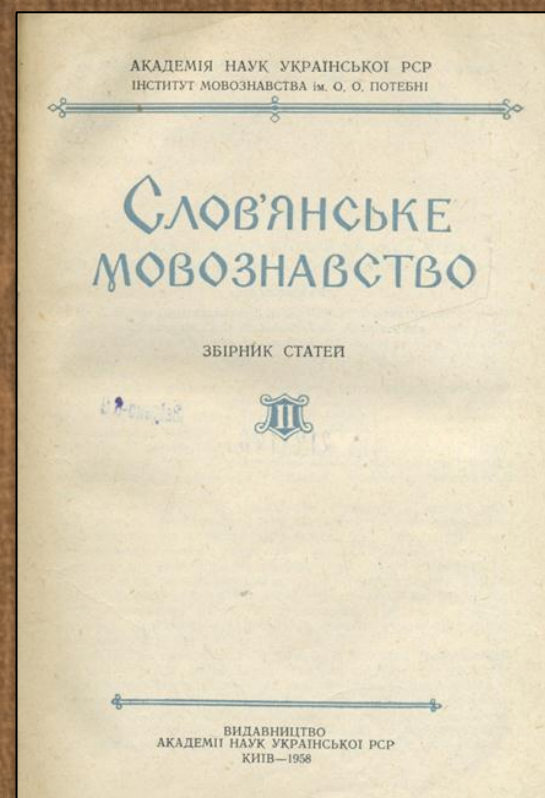 АКАДЕМІЯ НАУК УКРАЇНСЬКОЇ РСР
ІНСТИТУТ МОВОЗНАВСТВА ім. О. О. ПОТЕБНІ
СЛОВ'ЯНСЬКЕ
МОВОЗНАВСТВО
ЗБІРНИК СТАТЕЙ
II
ВИДАВНИЦТВО
АКАДЕМІЇ НАУК УКРАЇНСЬКОЇ РСР
КИЇВ—1958